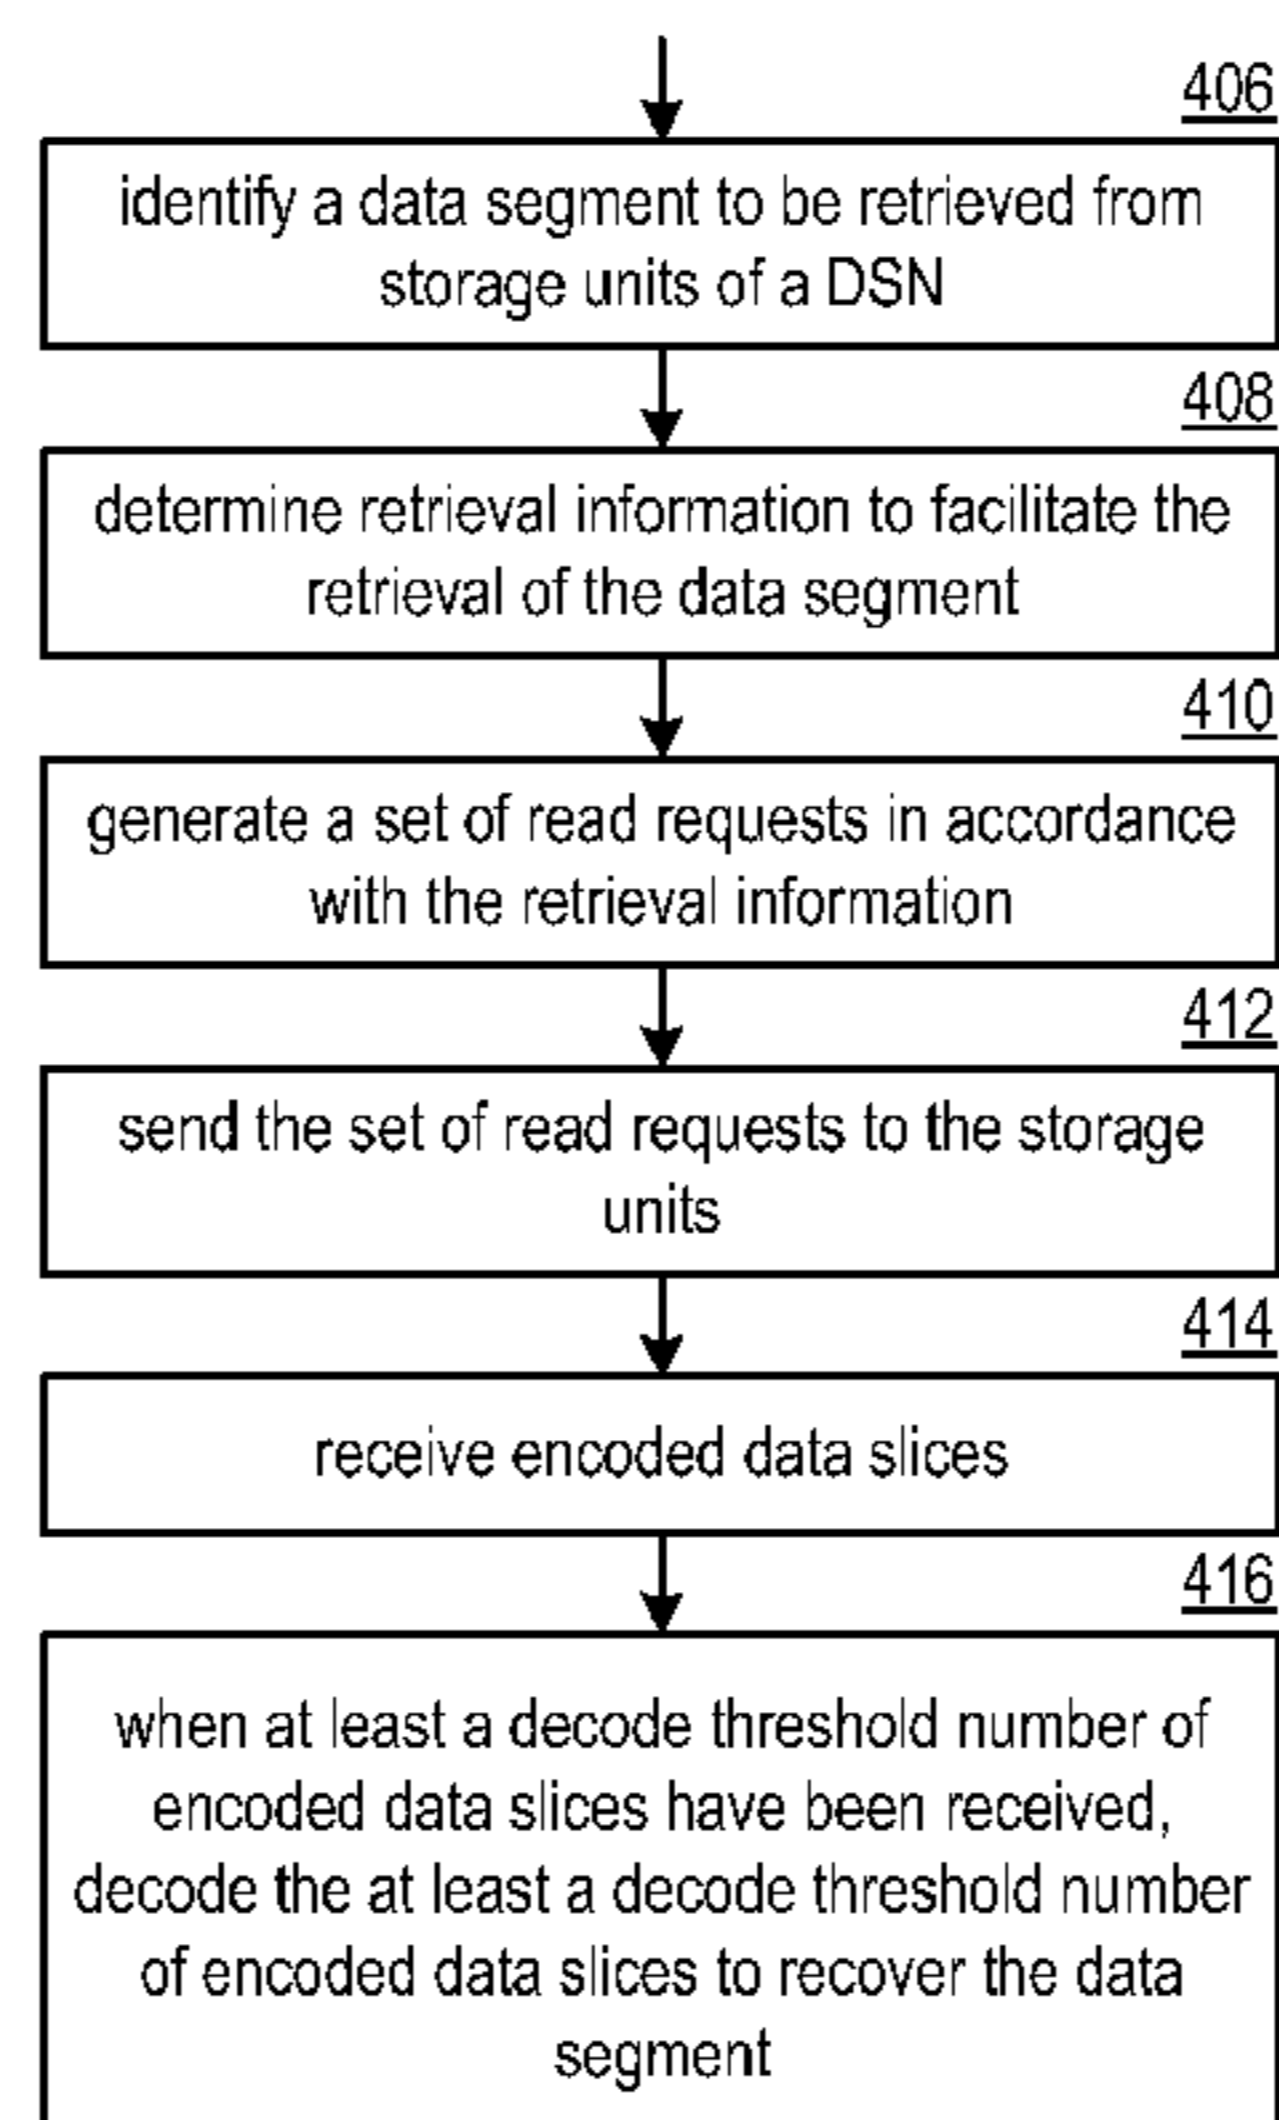 406
identify a data segment to be retrieved from
storage units of a DSN
408
determine retrieval information to facilitate the
retrieval of the data segment
410
generate a set of read requests in accordance
with the retrieval information
412
send the set of read requests to the storage
units
414
receive encoded data slices
416
when at least a decode threshold number of
encoded data slices have been received,
decode the at least a decode threshold number
of encoded data slices to recover the data
segment